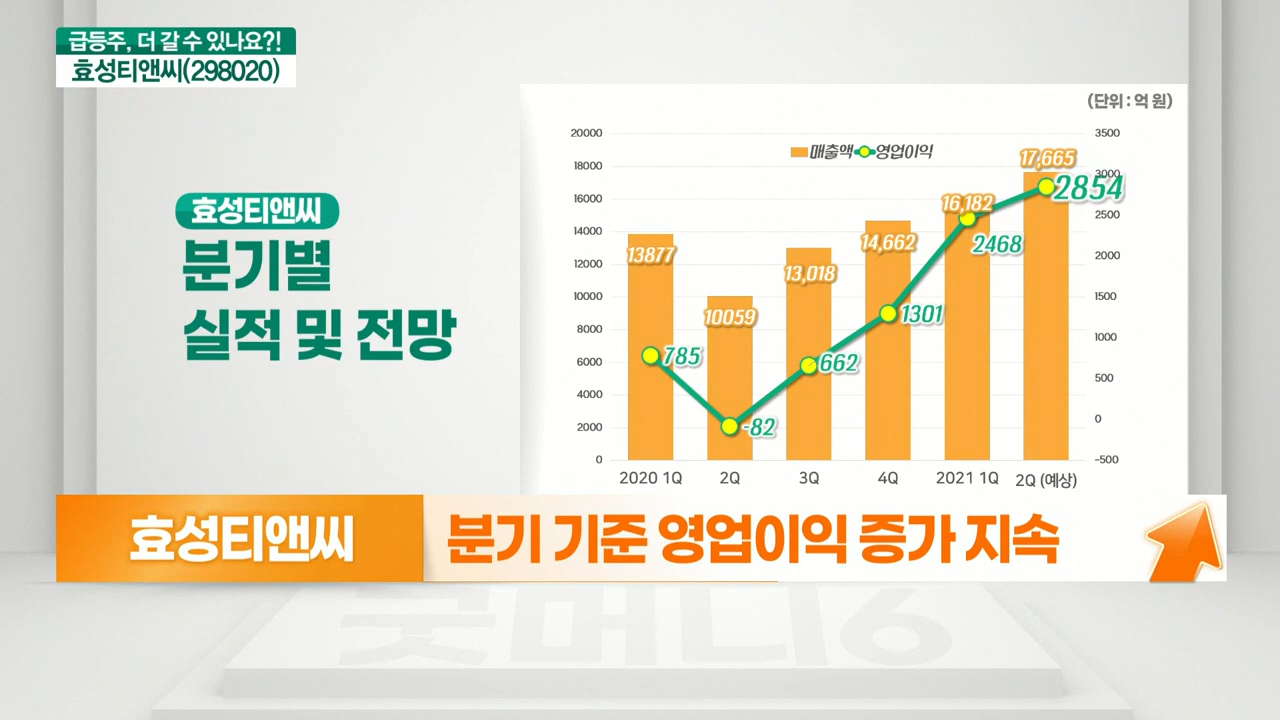 급등주, 더 갈 수 있나요?!
효성티앤씨(298020)
효성티앤씨
분기별
실적 및 전망
(단위 : 억 원)
매출액 영업이익
20000
18000
16000
14000
12000
10000
8000
6000
4000
2000
0
3500
3000
2500
2000
1500
1000
500
0
-500
13877
10059
13,018
14,662
16,182
17,665
785
-82
662
1301
2468
2854
2020 1Q 2Q 3Q 4Q 2021 1Q 2Q (예상)
효성티앤씨
분기 기준 영업이익 증가 지속
굿머니6